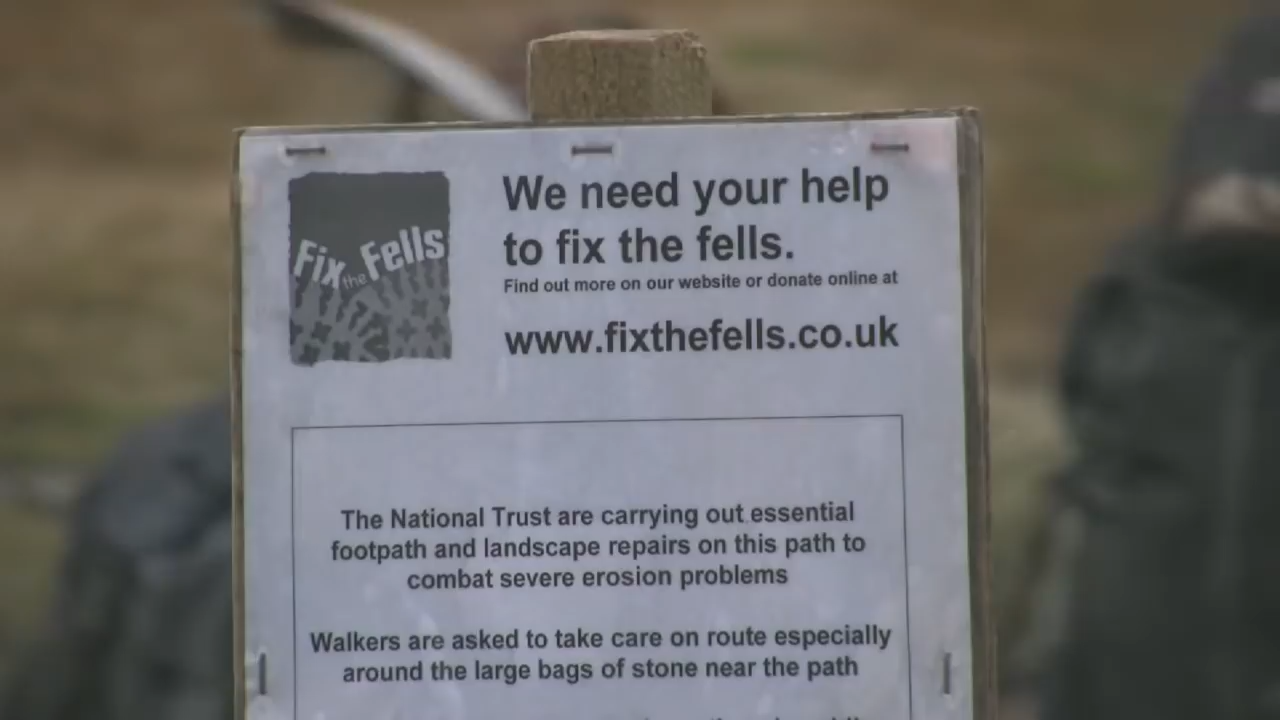 Fix the Fells
We need your help
to fix the fells.
Find out more on our website or donate online at
www.fixthefells.co.uk
The National Trust are carrying out essential
footpath and landscape repairs on this path to
combat severe erosion problems
Walkers are asked to take care on route especially
around the large bags of stone near the path